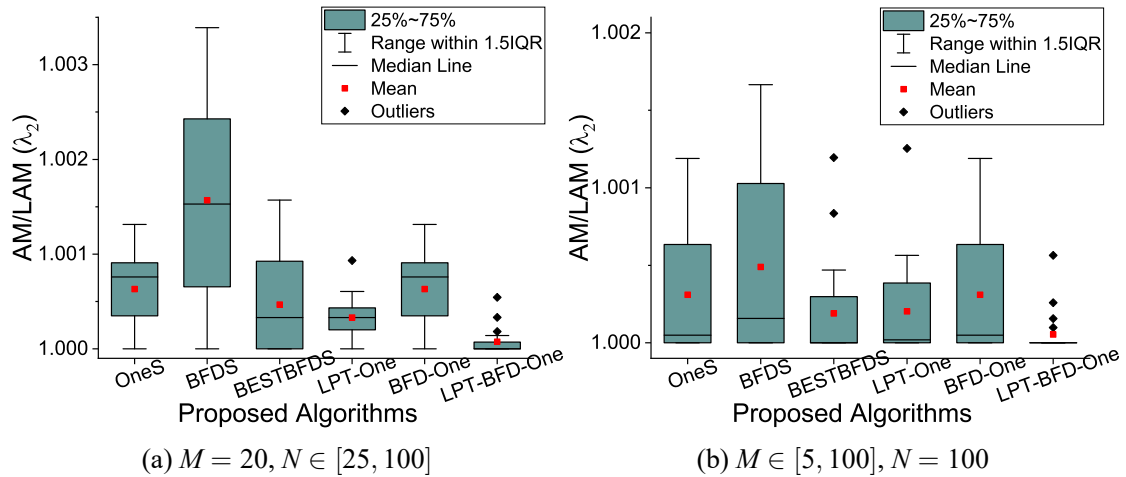 25%~75%
Range within 1.5IQR
Median Line
Mean
Outliers
AM/LAM (λ2)
1.003
1.002
1.001
1.000
OneS
BFDS
BESTBFDS
LPT-One
BFD-One
LPT-BFD-One
Proposed Algorithms
(a) M = 20, N ∈ [25, 100]
25%~75%
Range within 1.5IQR
Median Line
Mean
Outliers
AM/LAM (λ2)
1.002
1.001
1.000
OneS
BFDS
BESTBFDS
LPT-One
BFD-One
LPT-BFD-One
Proposed Algorithms
(b) M ∈ [5, 100], N = 100